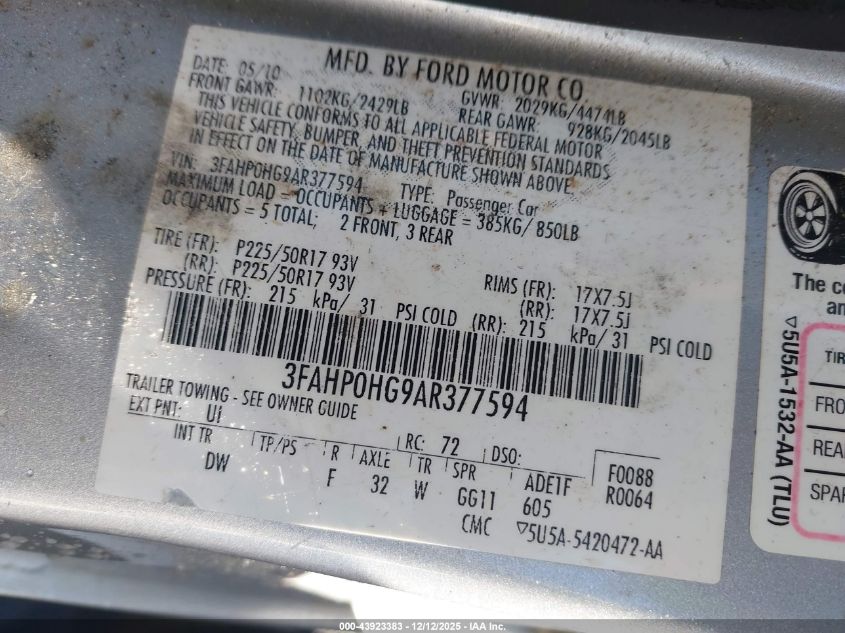 MFD. BY FORD MOTOR CO
DATE: 05/10
GVWR: 2029KG/4474LB
FRONT GAWR: 1102KG/2429LB
REAR GAWR: 928KG/2045LB
THIS VEHICLE CONFORMS TO ALL APPLICABLE FEDERAL MOTOR
VEHICLE SAFETY, BUMPER, AND THEFT PREVENTION STANDARDS
IN EFFECT ON THE DATE OF MANUFACTURE SHOWN ABOVE.
VIN: 3FAHP0HG9AR377594 TYPE: Passenger Car
MAXIMUM LOAD = OCCUPANTS + LUGGAGE = 385KG/850LB
OCCUPANTS = 5 TOTAL; 2 FRONT, 3 REAR
TIRE (FR): P225/50R17 93V RIMS (FR): 17X7.5J
(RR): P225/50R17 93V (RR): 17X7.5J
PRESSURE (FR): 215 kPa/ 31 PSI COLD (RR): 215 kPa/ 31 PSI COLD
3FAHP0HG9AR377594
TRAILER TOWING - SEE OWNER GUIDE
EXT PNT: UI RC: 72 DSO: F0088
INT TR TP/PS R AXLE TR SPR ADE1F R0064
DW F 32 W GG11 605
CMC ▽5U5A-5420472-AA
The co
an
TIR
FRO
REA
SPAR
▽5U5A-1532-AA (TLU)
000-43923383 - 12/12/2025 - IAA Inc.